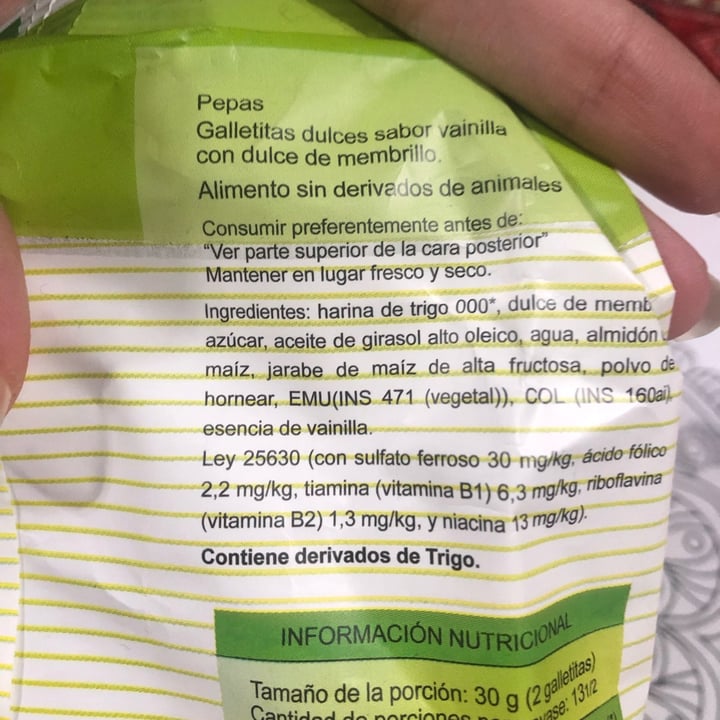 Pepas
Galletitas dulces sabor vainilla
con dulce de membrillo.
Alimento sin derivados de animales
Consumir preferentemente antes de:
"Ver parte superior de la cara posterior"
Mantener en lugar fresco y seco.
Ingredientes: harina de trigo 000*, dulce de memb
azúcar, aceite de girasol alto oleico, agua, almidón
maíz, jarabe de maíz de alta fructosa, polvo de
hornear, EMU(INS 471 (vegetal)), COL (INS 160ai),
esencia de vainilla.
Ley 25630 (con sulfato ferroso 30 mg/kg, ácido fólico
2,2 mg/kg, tiamina (vitamina B1) 6,3 mg/kg, riboflavina
(vitamina B2) 1,3 mg/kg, y niacina 13 mg/kg).
Contiene derivados de Trigo.
INFORMACIÓN NUTRICIONAL
Tamaño de la porción: 30 g (2 galletitas)
Cantidad de porciones 131/2